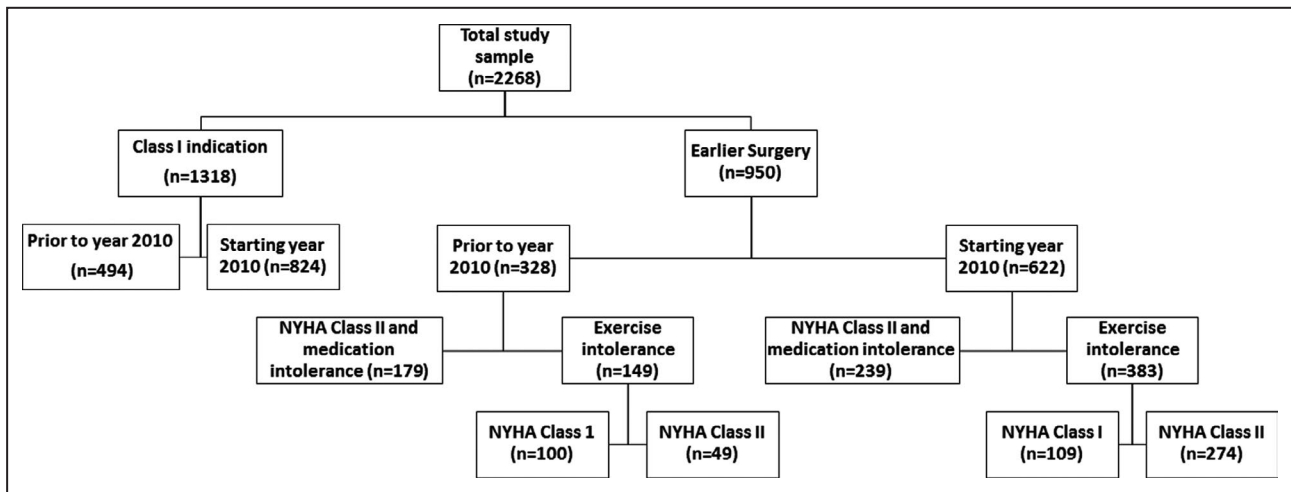 Total study
sample
(n=2268)
Class I indication
(n=1318)
Earlier Surgery
(n=950)
Prior to year 2010
(n=494)
Starting year
2010 (n=824)
Prior to year
2010 (n=328)
Starting year
2010 (n=622)
NYHA Class II and
medication
intolerance (n=179)
Exercise
intolerance
(n=149)
NYHA Class II and
medication intolerance
(n=239)
Exercise
intolerance
(n=383)
NYHA Class 1
(n=100)
NYHA Class II
(n=49)
NYHA Class I
(n=109)
NYHA Class II
(n=274)